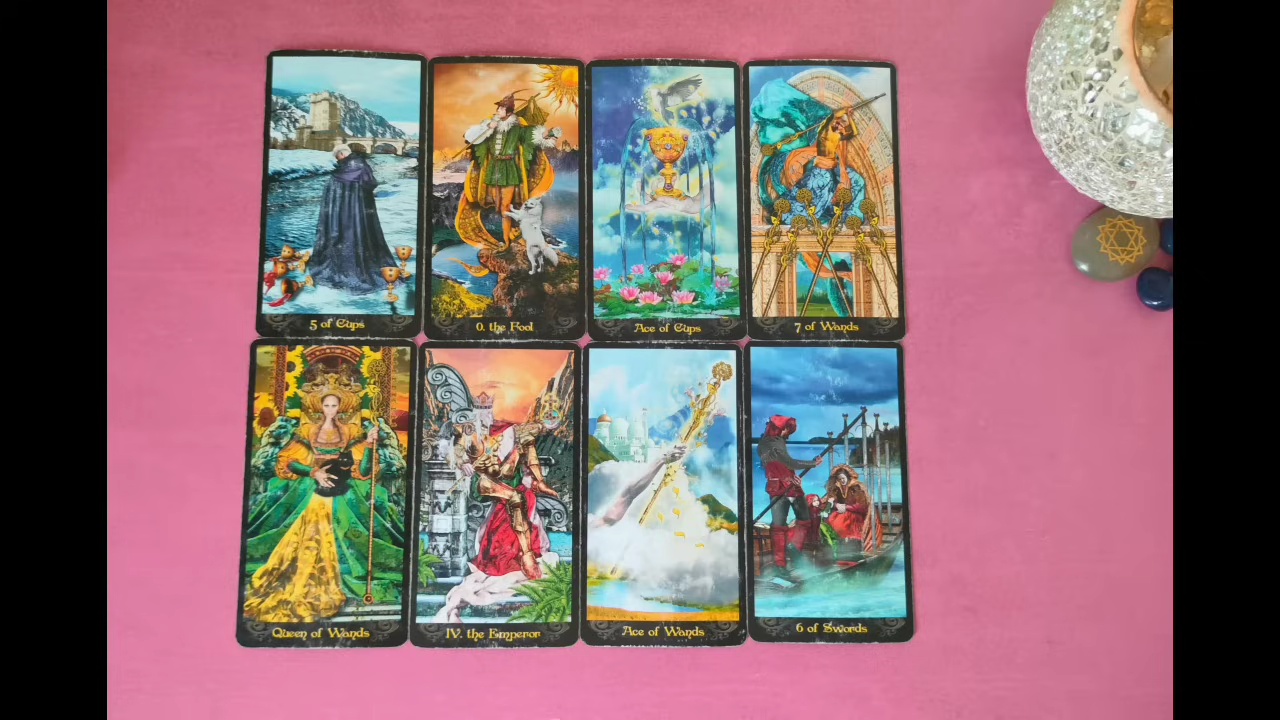 5 of Cups
0. the Fool
Ace of Cups
7 of Wands
Queen of Wands
IV. the Emperor
Ace of Wands
6 of Swords